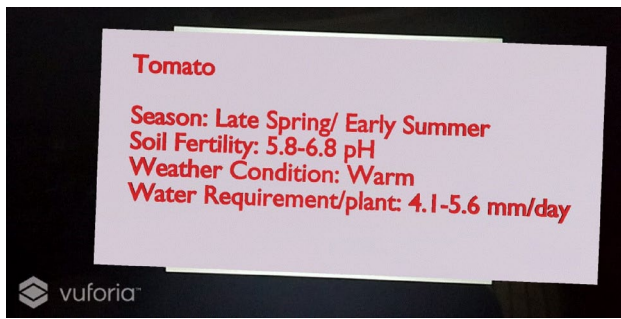 Tomato
Season: Late Spring/ Early Summer
Soil Fertility: 5.8-6.8 pH
Weather Condition: Warm
Water Requirement/plant: 4.1-5.6 mm/day
vuforia™